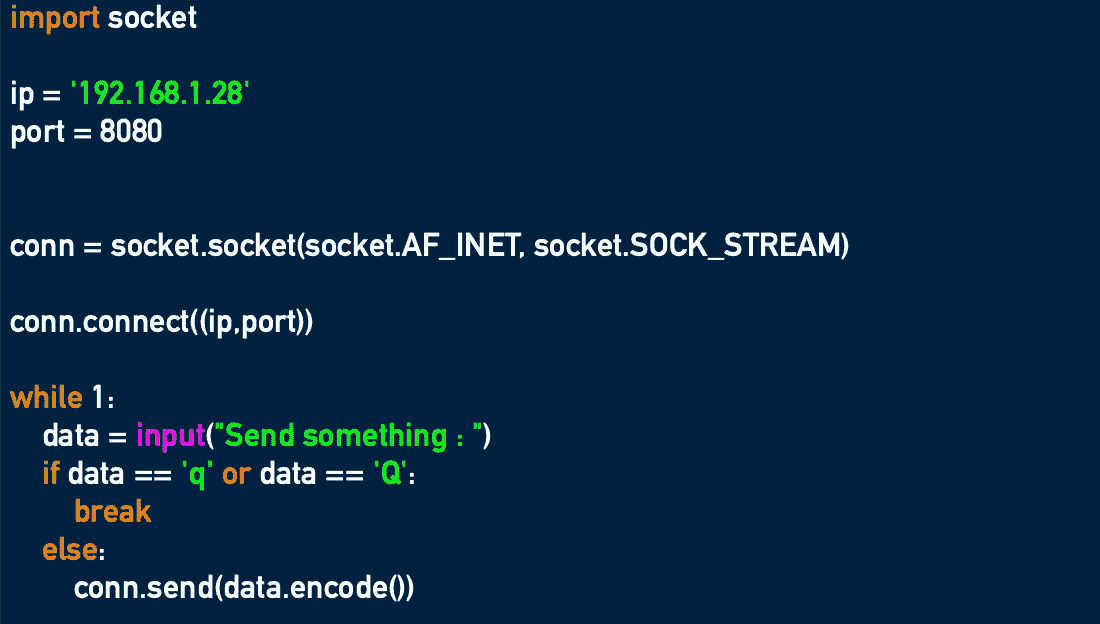 import socket
ip = '192.168.1.28'
port = 8080
conn = socket.socket(socket.AF_INET, socket.SOCK_STREAM)
conn.connect((ip,port))
while 1:
data = input("Send something : ")
if data == 'q' or data == 'Q':
break
else:
conn.send(data.encode())